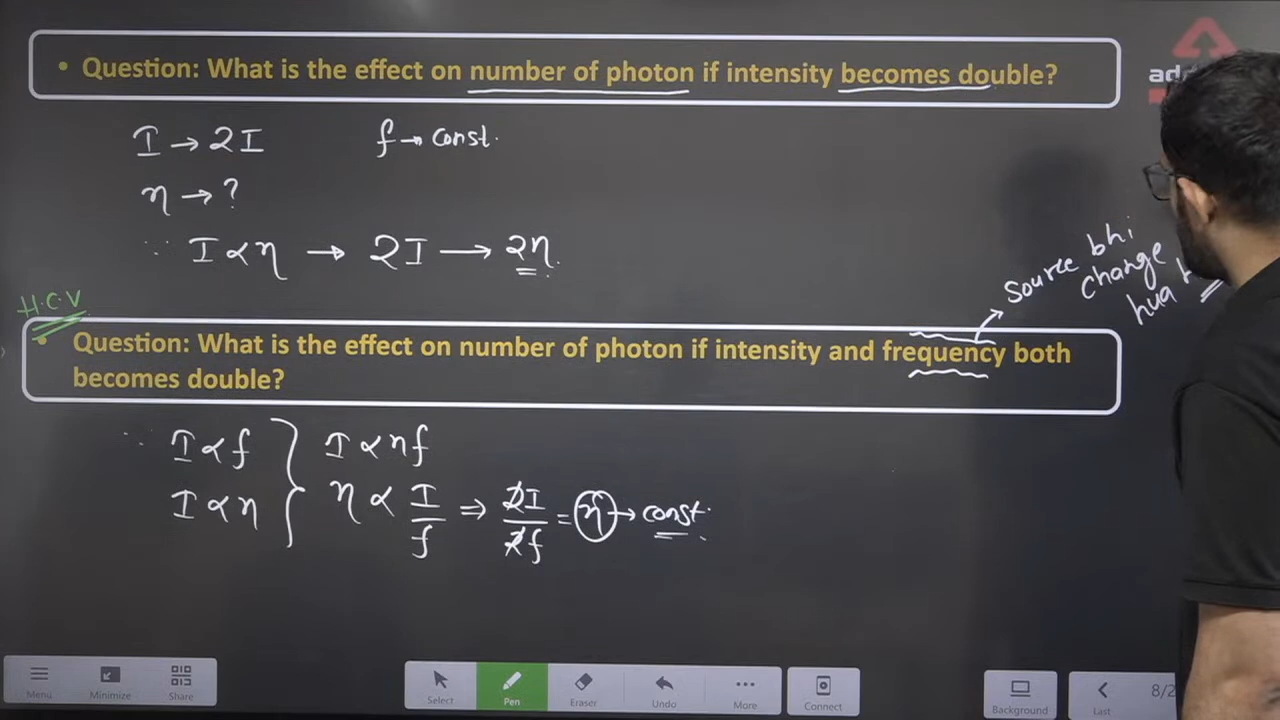 • Question: What is the effect on number of photon if intensity becomes double?
I → 2I f → const.
η → ?
∵ I ∝ η → 2I → 2η
H.C.V
Source bhi
change
hua
• Question: What is the effect on number of photon if intensity and frequency both
becomes double?
∵ I ∝ f } I ∝ ηf
I ∝ η } η ∝ I/f ⇒ 2I/2f = η → const.
Menu Minimize Share Select Pen Eraser Undo More Connect Background Last